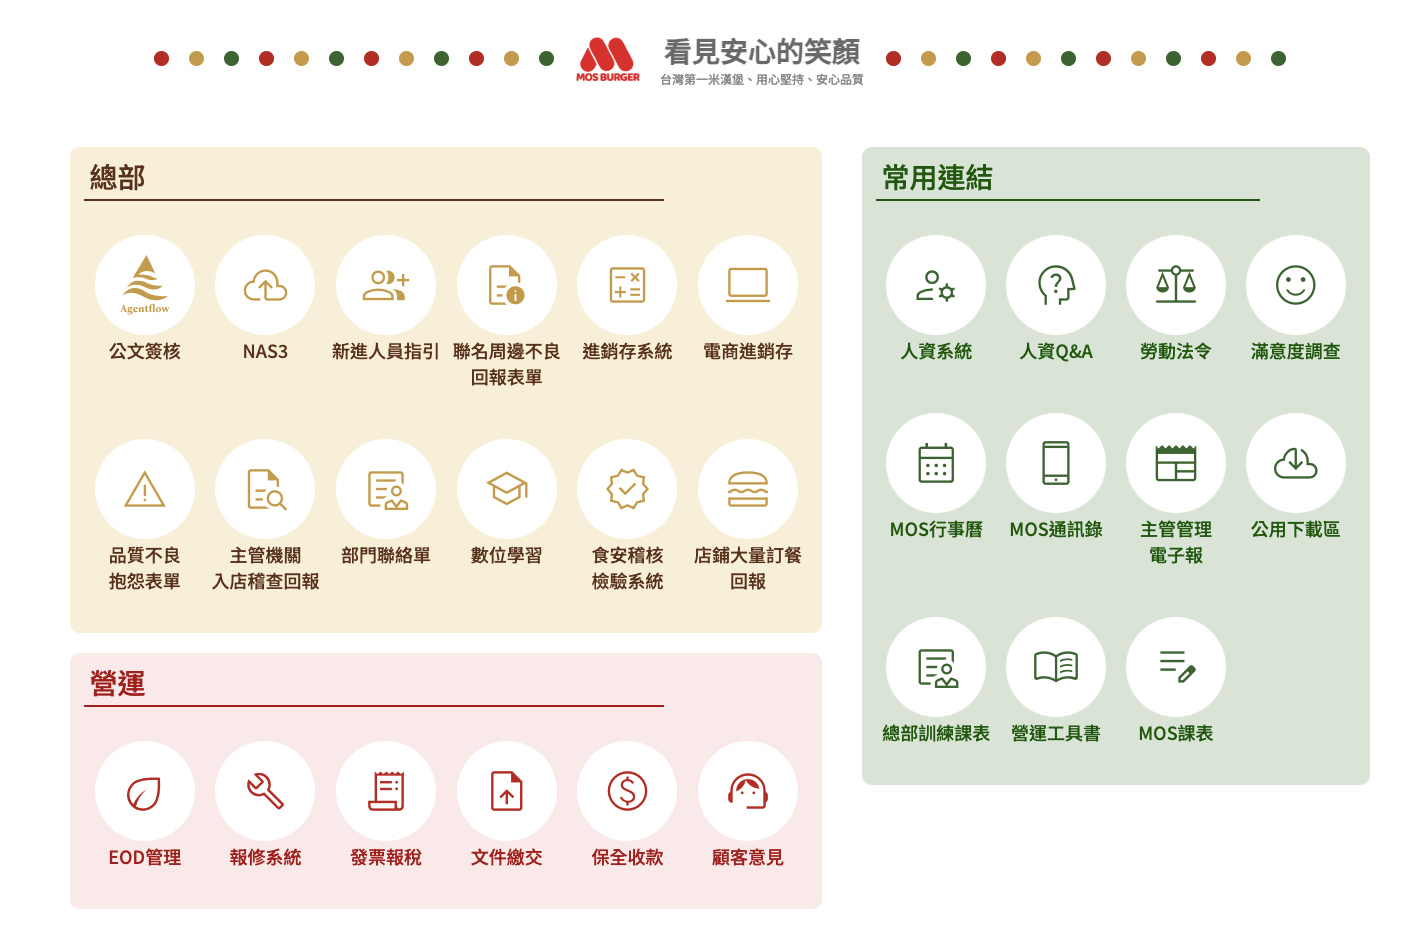 MOS BURGER
看見安心的笑顏
台灣第一米漢堡、用心堅持、安心品質
總部
Agentflow
公文簽核
NAS3
新進人員指引
聯名周邊不良
回報表單
進銷存系統
電商進銷存
品質不良
抱怨表單
主管機關
入店稽查回報
部門聯絡單
數位學習
食安稽核
檢驗系統
店鋪大量訂餐
回報
營運
EOD管理
報修系統
發票報稅
文件繳交
保全收款
顧客意見
常用連結
人資系統
人資Q&A
勞動法令
滿意度調查
MOS行事曆
MOS通訊錄
主管管理
電子報
公用下載區
總部訓練課表
營運工具書
MOS課表